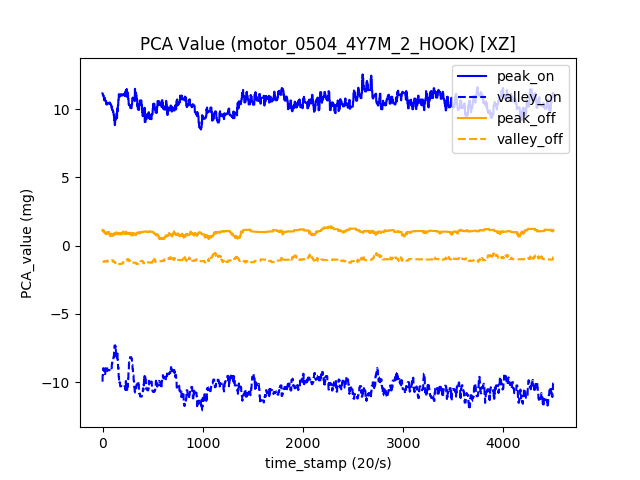 PCA Value (motor_0504_4Y7M_2_HOOK) [XZ]
peak_on
valley_on
peak_off
valley_off
PCA_value (mg)
10
5
0
−5
−10
0
1000
2000
3000
4000
time_stamp (20/s)